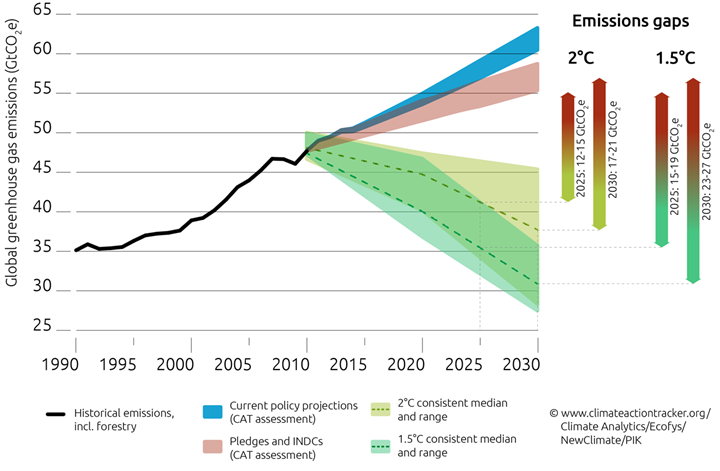 Global greenhouse gas emissions (GtCO2e)
65
60
55
50
45
40
35
30
25
1990
1995
2000
2005
2010
2015
2020
2025
2030
Emissions gaps
2°C
1.5°C
2025: 12-15 GtCO2e
2030: 17-21 GtCO2e
2025: 15-19 GtCO2e
2030: 23-27 GtCO2e
Historical emissions,
incl. forestry
Current policy projections
(CAT assessment)
Pledges and INDCs
(CAT assessment)
2°C consistent median
and range
1.5°C consistent median
and range
© www.climateactiontracker.org/
Climate Analytics/Ecofys/
NewClimate/PIK